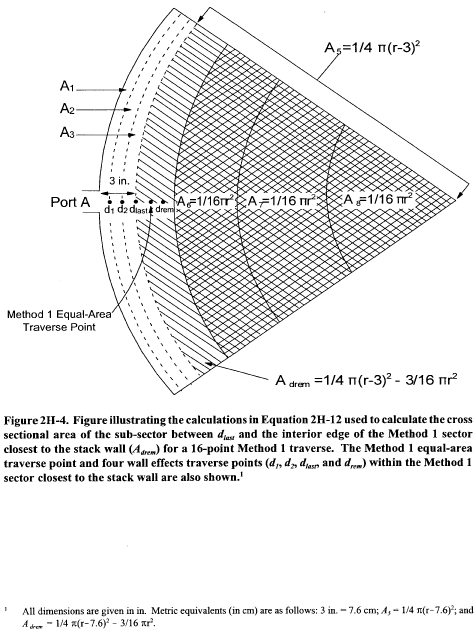 A₅=1/4 π(r-3)²
A₁
A₂
A₃
3 in.
Port A
d₁ d₂ dlast drem
A₆=1/16πr² A₇=1/16 πr² A₈=1/16 πr²
Method 1 Equal-Area
Traverse Point
A drem =1/4 π(r-3)² - 3/16 πr²
Figure 2H-4. Figure illustrating the calculations in Equation 2H-12 used to calculate the cross
sectional area of the sub-sector between dlast and the interior edge of the Method 1 sector
closest to the stack wall (Adrem) for a 16-point Method 1 traverse. The Method 1 equal-area
traverse point and four wall effects traverse points (d₁, d₂, dlast, and drem) within the Method 1
sector closest to the stack wall are also shown.¹
¹ All dimensions are given in in. Metric equivalents (in cm) are as follows: 3 in. = 7.6 cm; A₅ = 1/4 π(r-7.6)²; and
A drem = 1/4 π(r-7.6)² - 3/16 πr².